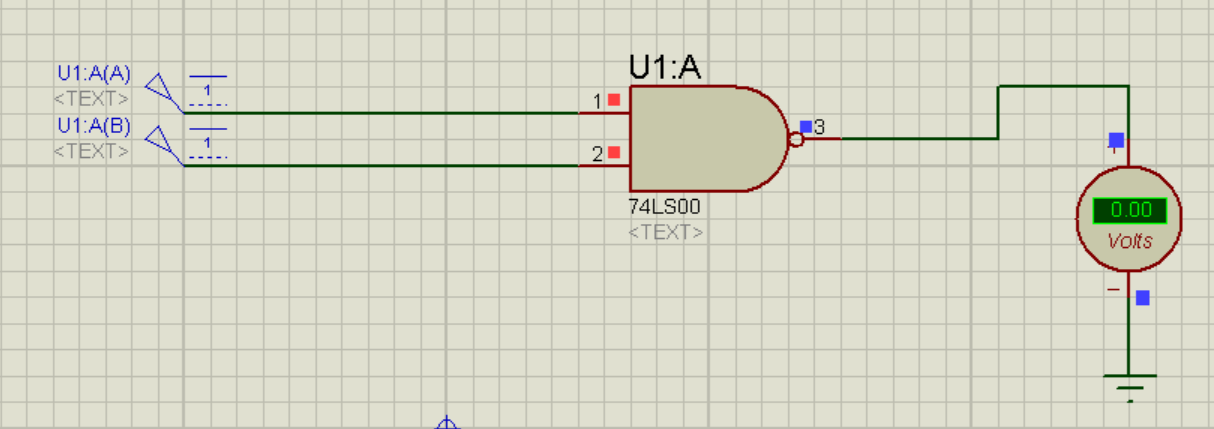 U1:A(A)
<TEXT>
1
U1:A(B)
<TEXT>
1
U1:A
1
2
3
74LS00
<TEXT>
+
0.00
Volts
−